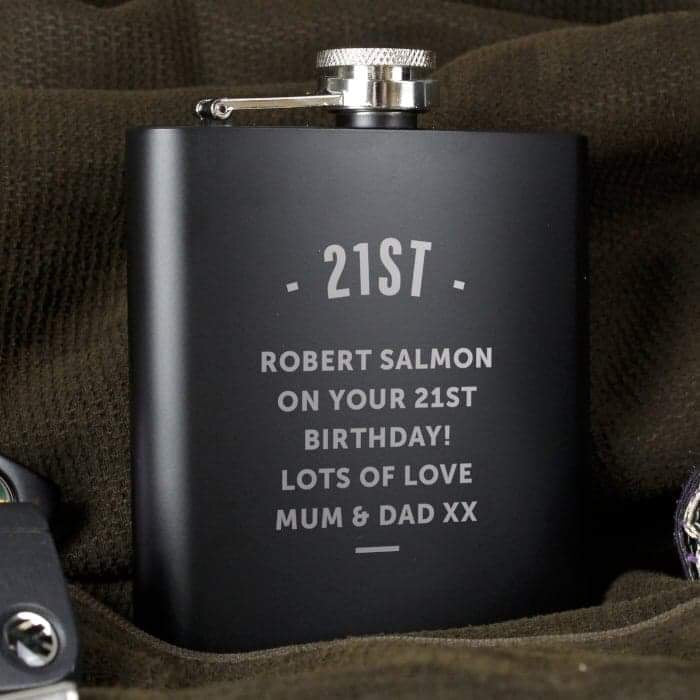 - 21ST -
ROBERT SALMON
ON YOUR 21ST
BIRTHDAY!
LOTS OF LOVE
MUM & DAD XX